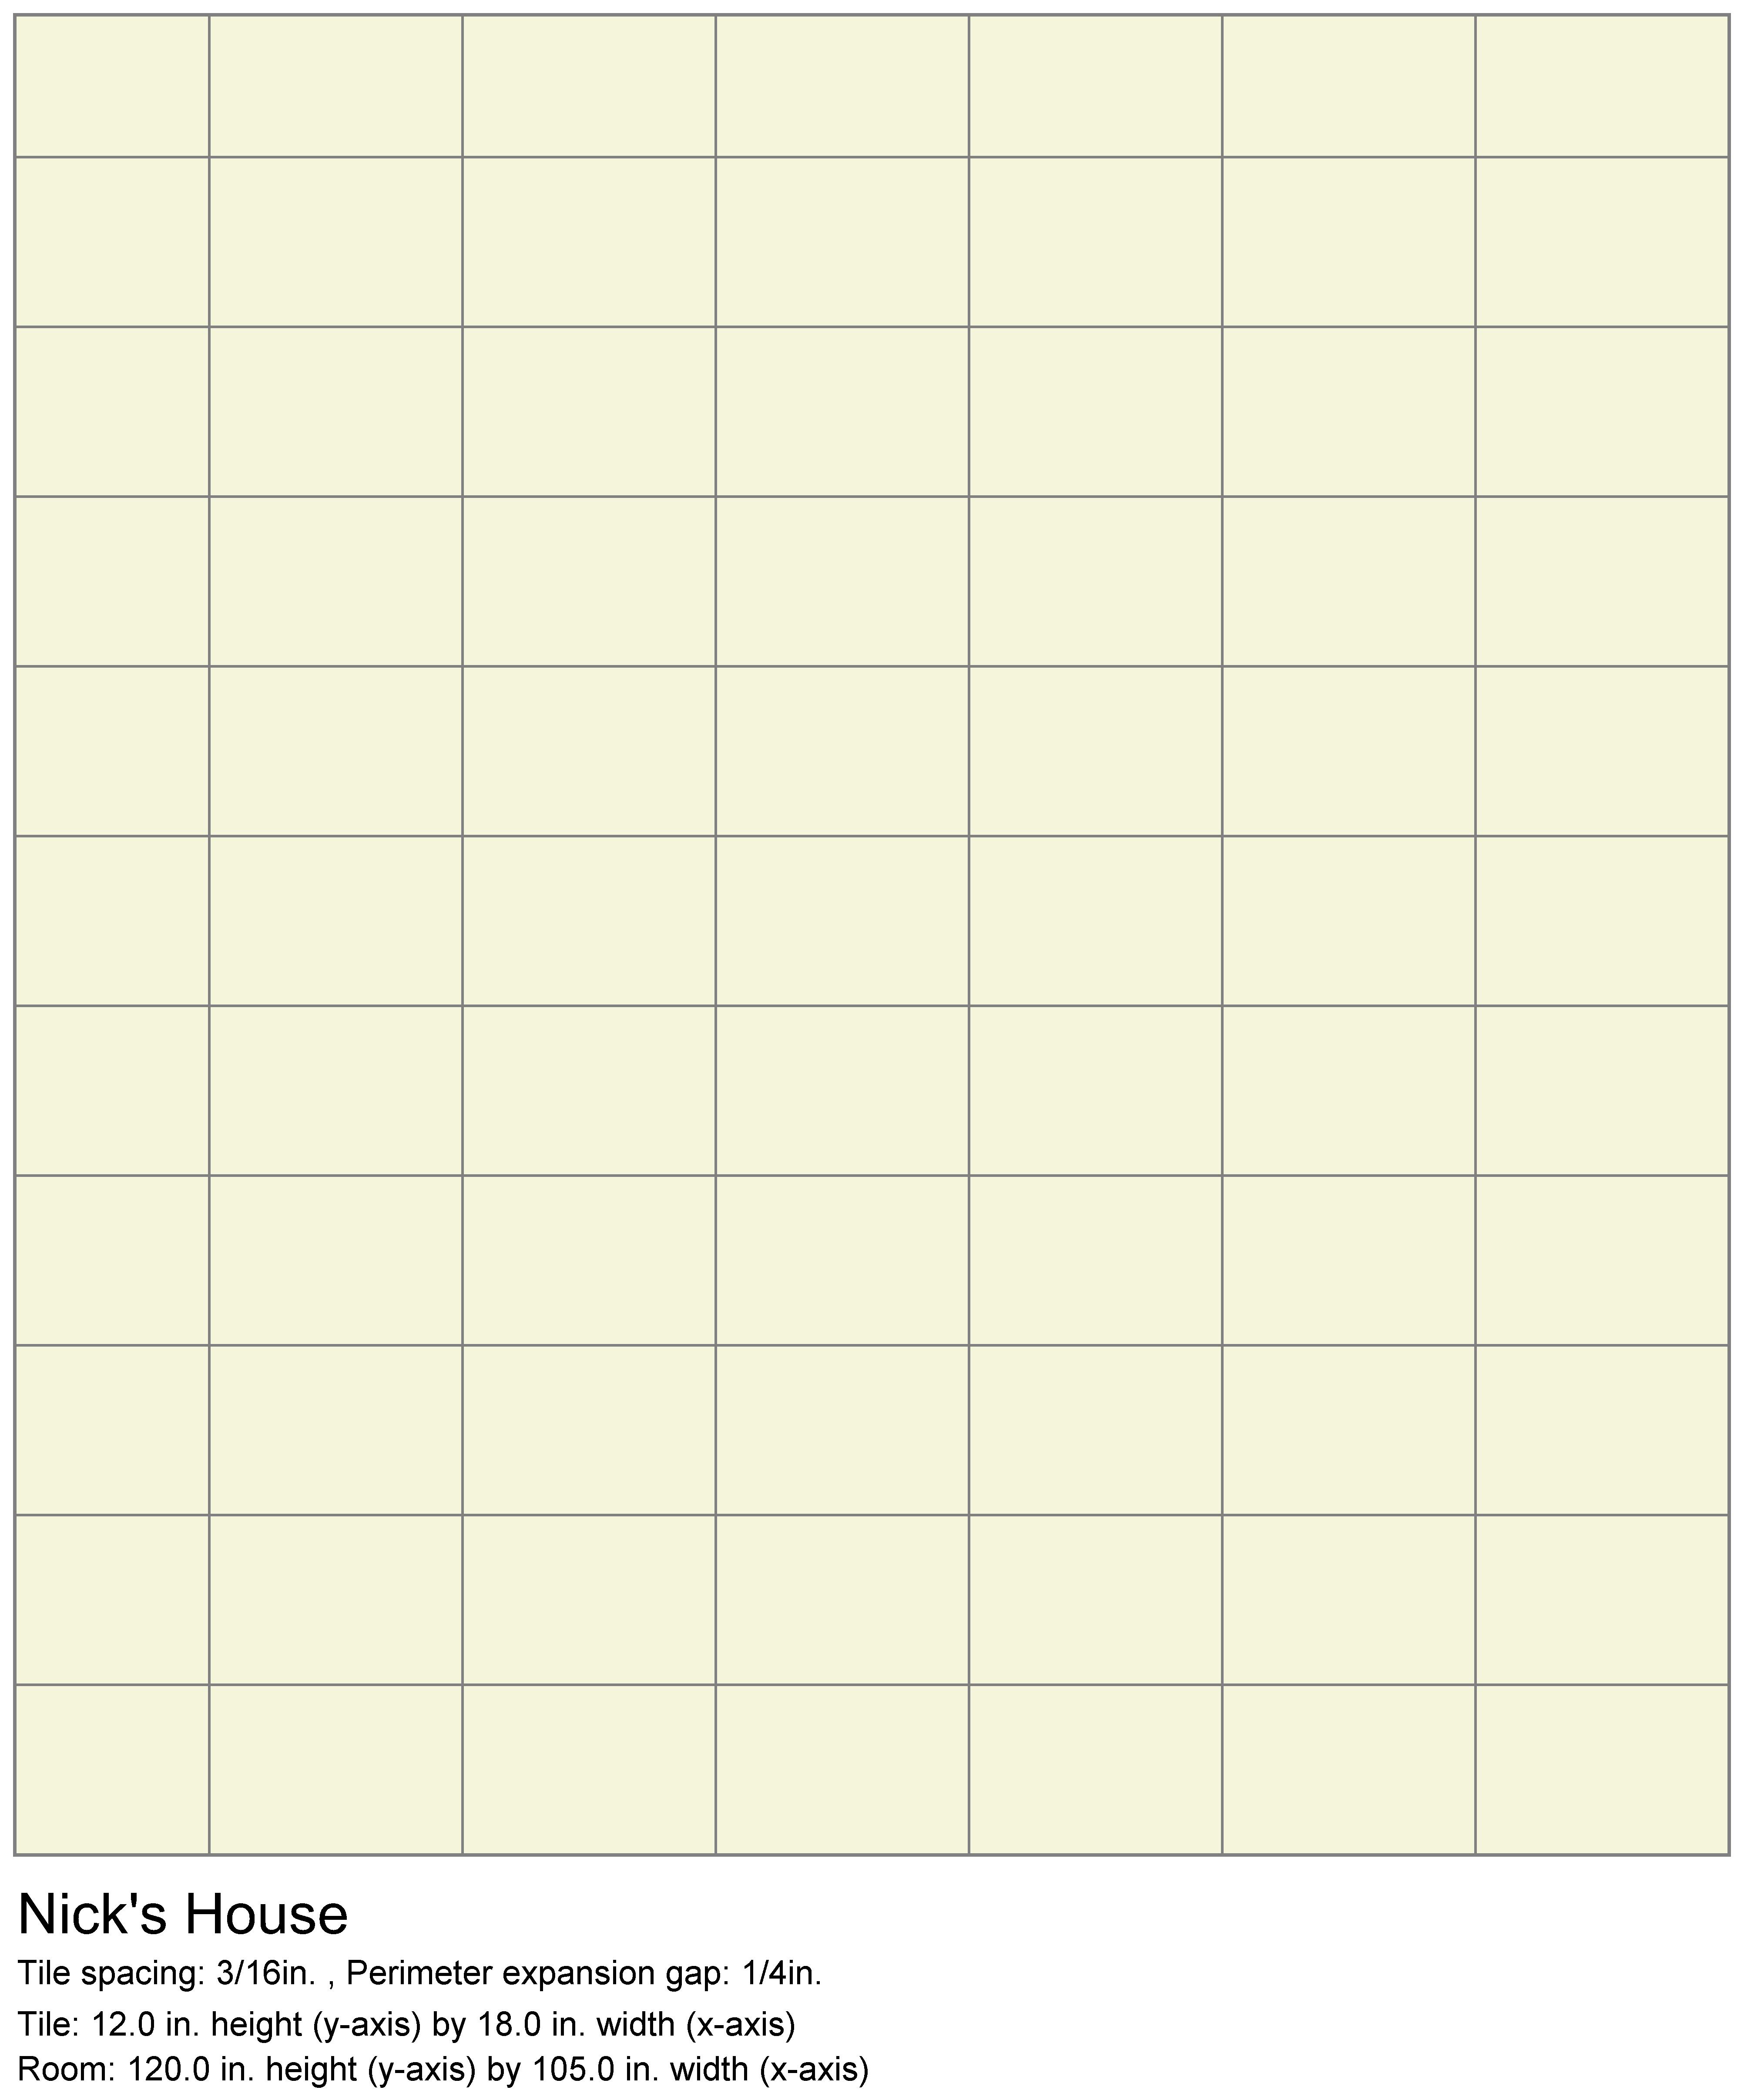 Nick's House
Tile spacing: 3/16in. , Perimeter expansion gap: 1/4in.
Tile: 12.0 in. height (y-axis) by 18.0 in. width (x-axis)
Room: 120.0 in. height (y-axis) by 105.0 in. width (x-axis)